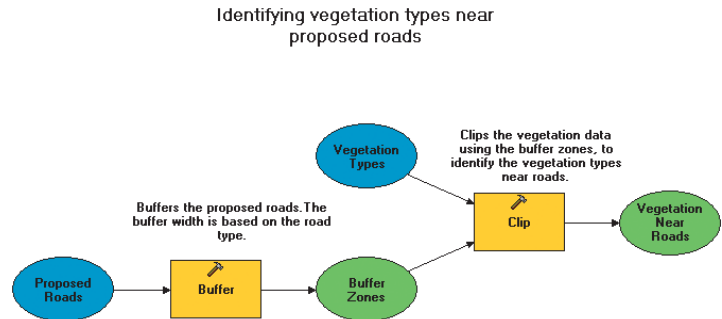 Identifying vegetation types near
proposed roads
Vegetation
Types
Clips the vegetation data
using the buffer zones, to
identify the vegetation types
near roads.
Buffers the proposed roads.The
buffer width is based on the road
type.
Clip
Vegetation
Near
Roads
Proposed
Roads
Buffer
Buffer
Zones